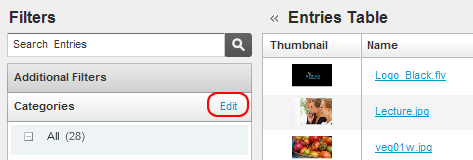 Filters
Search Entries
Additional Filters
Categories Edit
All (28)
« Entries Table
Thumbnail Name
Logo_Black.flv
Lecture.jpg
veg01w.jpg